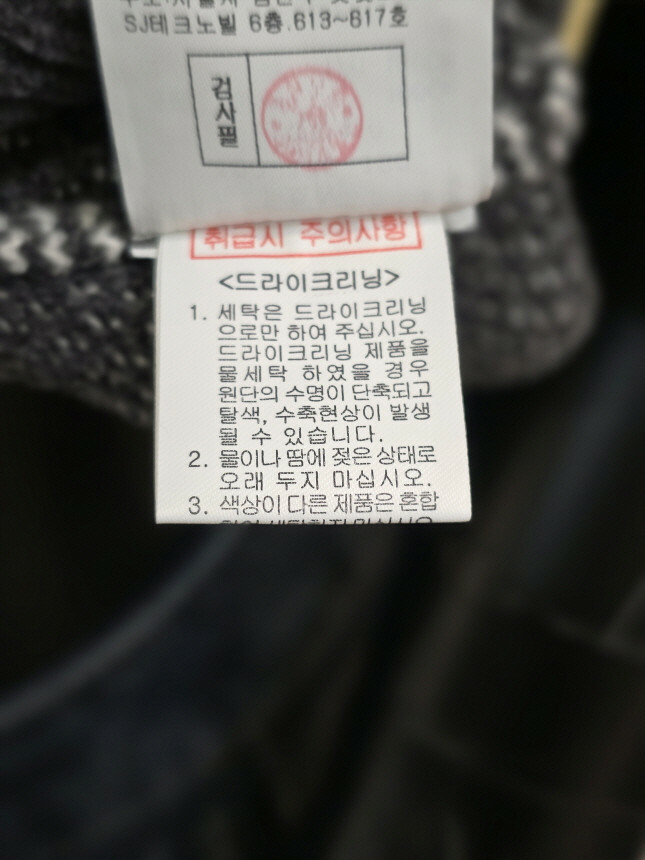 SJ테크노빌 6층.613~617호
검사필
취급시 주의사항
<드라이크리닝>
1. 세탁은 드라이크리닝
으로만 하여 주십시오.
드라이크리닝 제품을
물세탁 하였을 경우
원단의 수명이 단축되고
탈색, 수축현상이 발생
될 수 있습니다.
2. 물이나 땀에 젖은 상태로
오래 두지 마십시오.
3. 색상이 다른 제품은 혼합